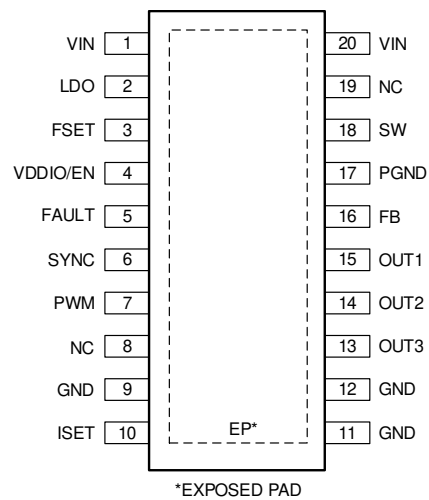 VIN 1 20 VIN
LDO 2 19 NC
FSET 3 18 SW
VDDIO/EN 4 17 PGND
FAULT 5 16 FB
SYNC 6 15 OUT1
PWM 7 14 OUT2
NC 8 13 OUT3
GND 9 12 GND
ISET 10 EP* 11 GND
*EXPOSED PAD